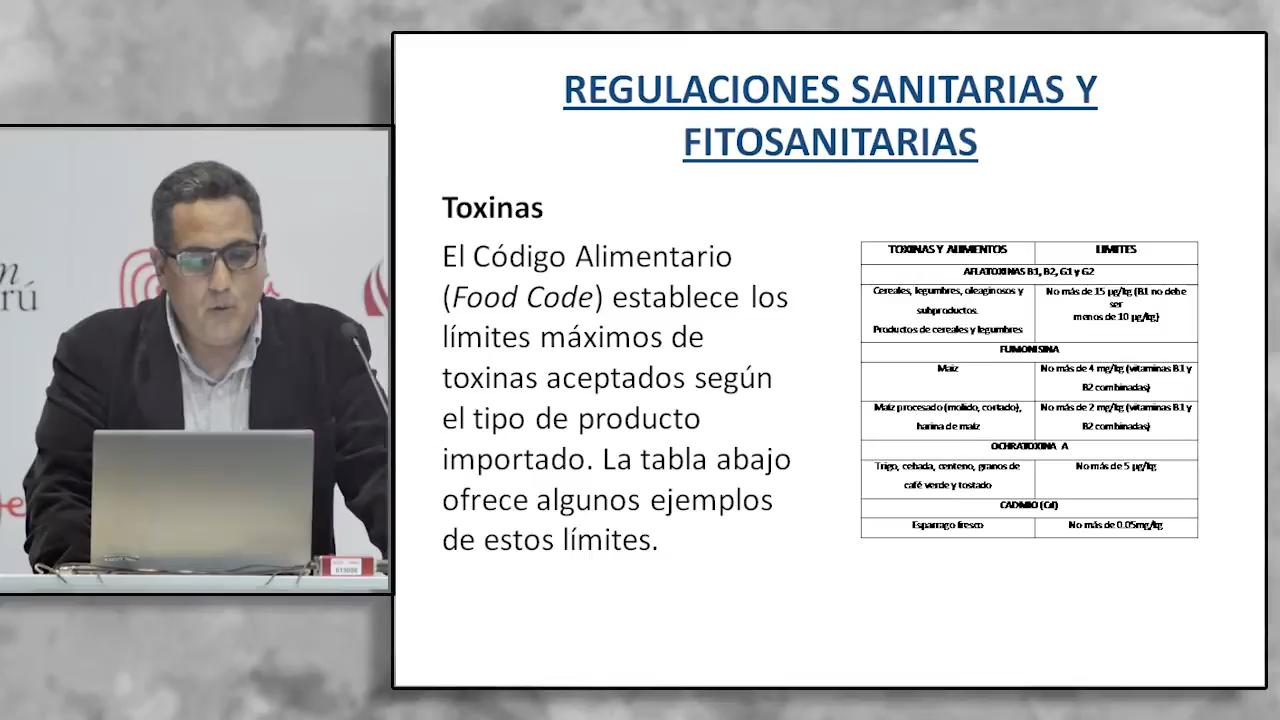 REGULACIONES SANITARIAS Y
FITOSANITARIAS
Toxinas
El Código Alimentario
(Food Code) establece los
límites máximos de
toxinas aceptados según
el tipo de producto
importado. La tabla abajo
ofrece algunos ejemplos
de estos límites.
TOXINAS Y ALIMENTOS LIMITES
AFLATOXINAS B1, B2, G1 y G2
Cereales, legumbres, oleaginosos y
subproductos.
Productos de cereales y legumbres
No más de 15 µg/kg (B1 no debe
ser
menos de 10 µg/kg)
FUMONISINA
Maiz
No más de 4 mg/kg (vitaminas B1 y
B2 combinadas)
Maíz procesado (molido, cortado),
harina de maíz
No más de 2 mg/kg (vitaminas B1 y
B2 combinadas)
OCHRATOXINA A
Trigo, cebada, centeno, granos de
café verde y tostado
No más de 5 µg/kg
CADMIO (Cd)
Esparrago fresco
No más de 0.05mg/kg